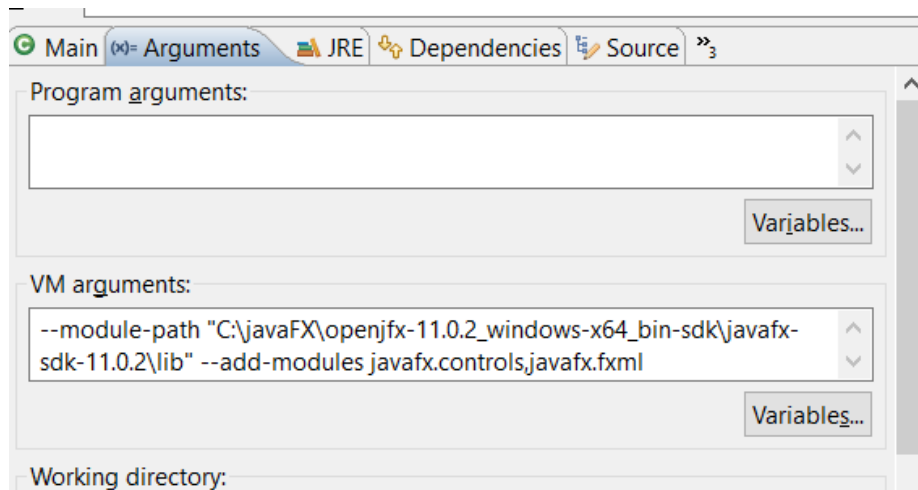 Main (x)= Arguments JRE Dependencies Source »3
Program arguments:
Variables...
VM arguments:
--module-path "C:\javaFX\openjfx-11.0.2_windows-x64_bin-sdk\javafx-
sdk-11.0.2\lib" --add-modules javafx.controls,javafx.fxml
Variables...
Working directory: